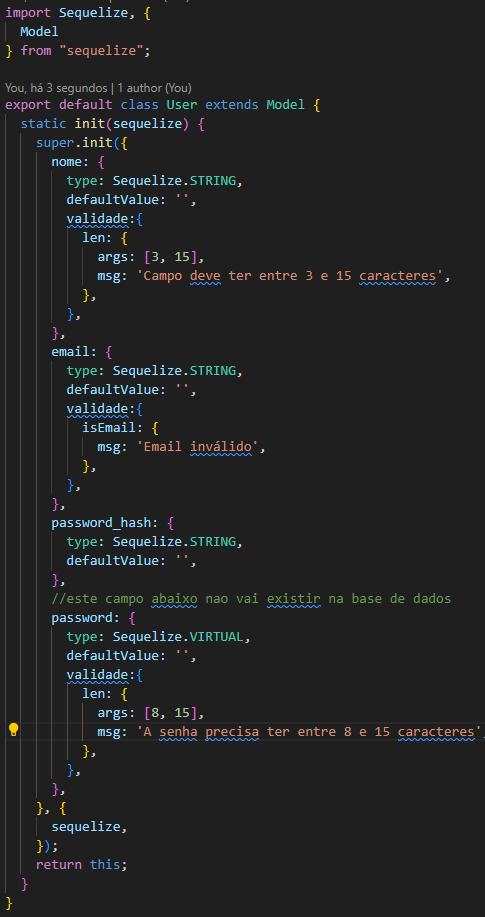 import Sequelize, {
  Model
} from "sequelize";
You, há 3 segundos | 1 author (You)
export default class User extends Model {
  static init(sequelize) {
    super.init({
      nome: {
        type: Sequelize.STRING,
        defaultValue: '',
        validade:{
          len: {
            args: [3, 15],
            msg: 'Campo deve ter entre 3 e 15 caracteres',
          },
        },
      },
      email: {
        type: Sequelize.STRING,
        defaultValue: '',
        validade:{
          isEmail: {
            msg: 'Email inválido',
          },
        },
      },
      password_hash: {
        type: Sequelize.STRING,
        defaultValue: '',
      },
      //este campo abaixo nao vai existir na base de dados
      password: {
        type: Sequelize.VIRTUAL,
        defaultValue: '',
        validade:{
          len: {
            args: [8, 15],
            msg: 'A senha precisa ter entre 8 e 15 caracteres',
          },
        },
      },
    }, {
      sequelize,
    });
    return this;
  }
}